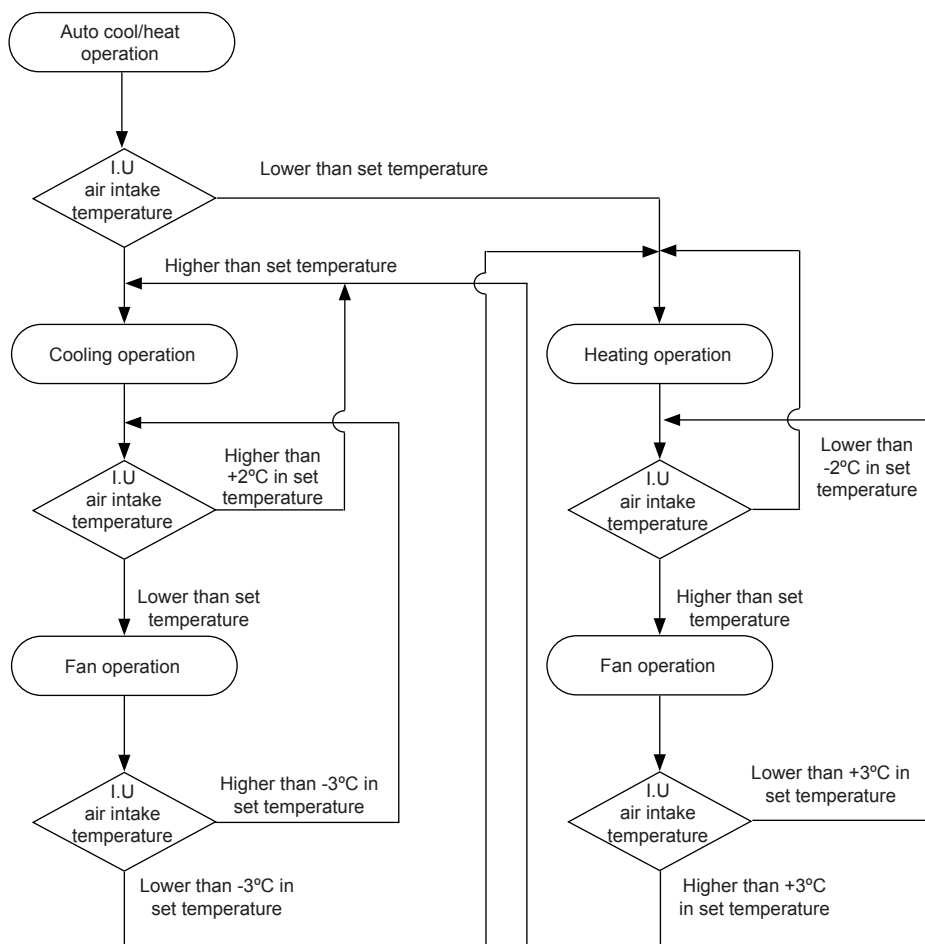 Auto cool/heat
operation
I.U
air intake
temperature
Lower than set temperature
Higher than set temperature
Cooling operation
Heating operation
Higher than
+2ºC in set
temperature
I.U
air intake
temperature
Lower than
-2ºC in set
temperature
I.U
air intake
temperature
Lower than set
temperature
Higher than set
temperature
Fan operation
Fan operation
I.U
air intake
temperature
Higher than -3ºC in
set temperature
I.U
air intake
temperature
Lower than +3ºC in
set temperature
Lower than -3ºC in
set temperature
Higher than +3ºC
in set temperature